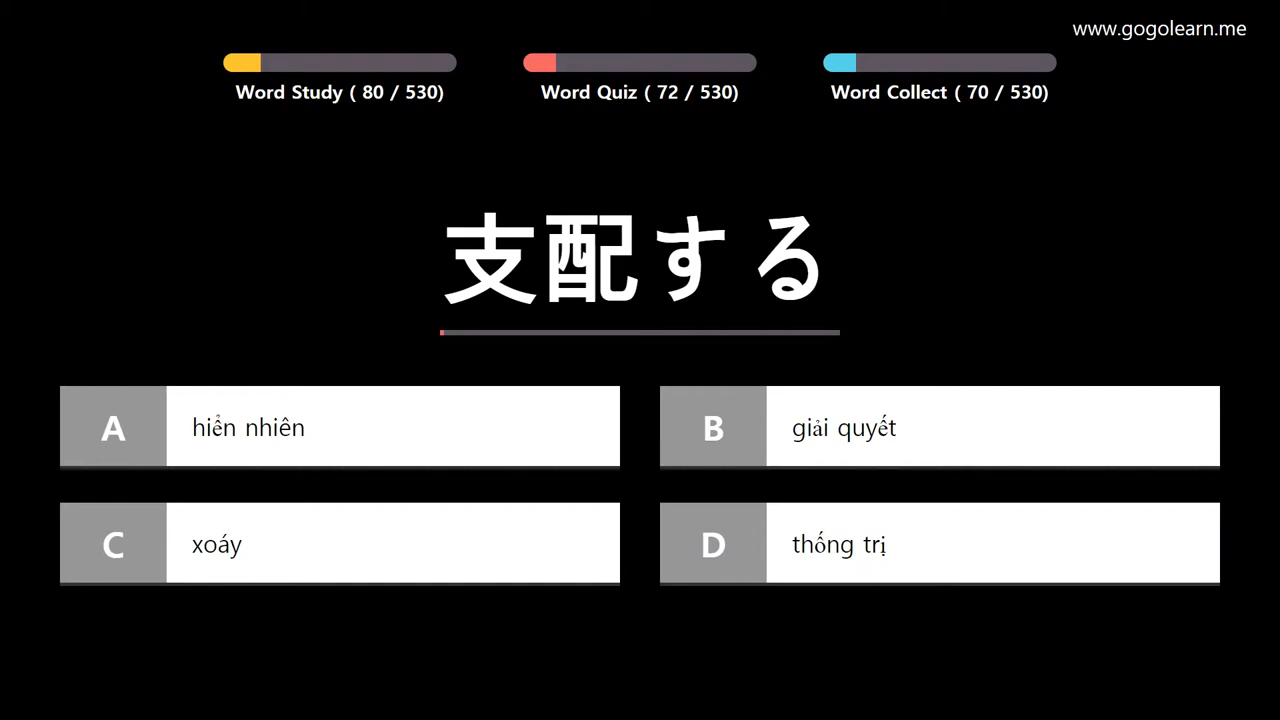 www.gogolearn.me
Word Study ( 80 / 530)
Word Quiz ( 72 / 530)
Word Collect ( 70 / 530)
支配する
A hiển nhiên
B giải quyết
C xoáy
D thống trị